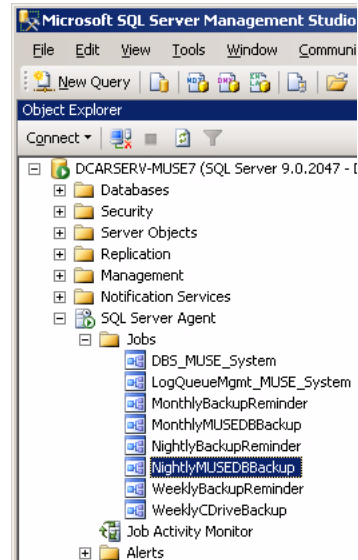 Microsoft SQL Server Management Studio
File Edit View Tools Window Communi
New Query
Object Explorer
Connect
DCARSERV-MUSE7 (SQL Server 9.0.2047 -
Databases
Security
Server Objects
Replication
Management
Notification Services
SQL Server Agent
Jobs
DBS_MUSE_System
LogQueueMgmt_MUSE_System
MonthlyBackupReminder
MonthlyMUSEDBBackup
NightlyBackupReminder
NightlyMUSEDBBackup
WeeklyBackupReminder
WeeklyCDriveBackup
Job Activity Monitor
Alerts